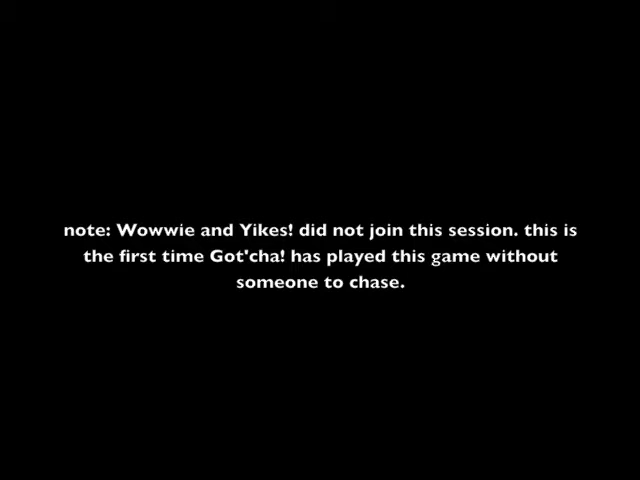 note: Wowwie and Yikes! did not join this session. this is
the first time Got'cha! has played this game without
someone to chase.